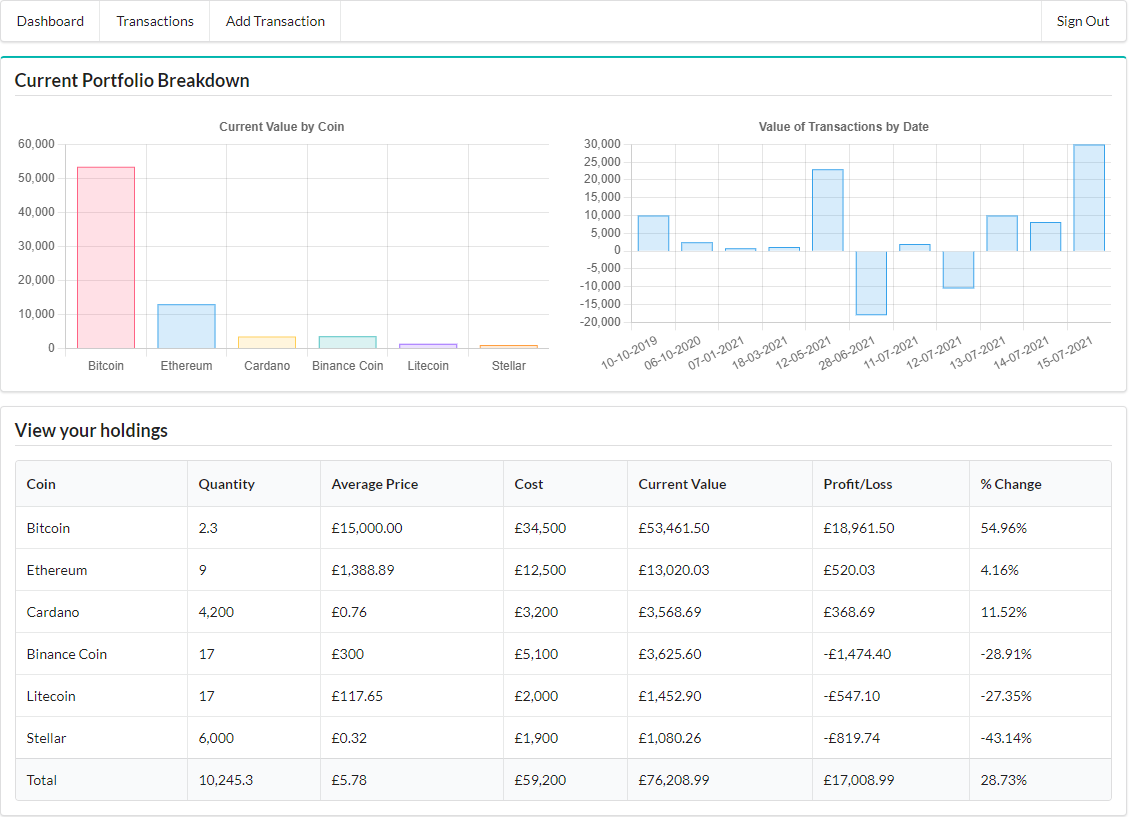 Dashboard Transactions Add Transaction Sign Out
Current Portfolio Breakdown
Current Value by Coin
60,000
50,000
40,000
30,000
20,000
10,000
0
Bitcoin Ethereum Cardano Binance Coin Litecoin Stellar
Value of Transactions by Date
30,000
25,000
20,000
15,000
10,000
5,000
0
-5,000
-10,000
-15,000
-20,000
10-10-2019 06-10-2020 07-01-2021 18-03-2021 12-05-2021 28-06-2021 11-07-2021 12-07-2021 13-07-2021 14-07-2021 15-07-2021
View your holdings
Coin Quantity Average Price Cost Current Value Profit/Loss % Change
Bitcoin 2.3 £15,000.00 £34,500 £53,461.50 £18,961.50 54.96%
Ethereum 9 £1,388.89 £12,500 £13,020.03 £520.03 4.16%
Cardano 4,200 £0.76 £3,200 £3,568.69 £368.69 11.52%
Binance Coin 17 £300 £5,100 £3,625.60 -£1,474.40 -28.91%
Litecoin 17 £117.65 £2,000 £1,452.90 -£547.10 -27.35%
Stellar 6,000 £0.32 £1,900 £1,080.26 -£819.74 -43.14%
Total 10,245.3 £5.78 £59,200 £76,208.99 £17,008.99 28.73%